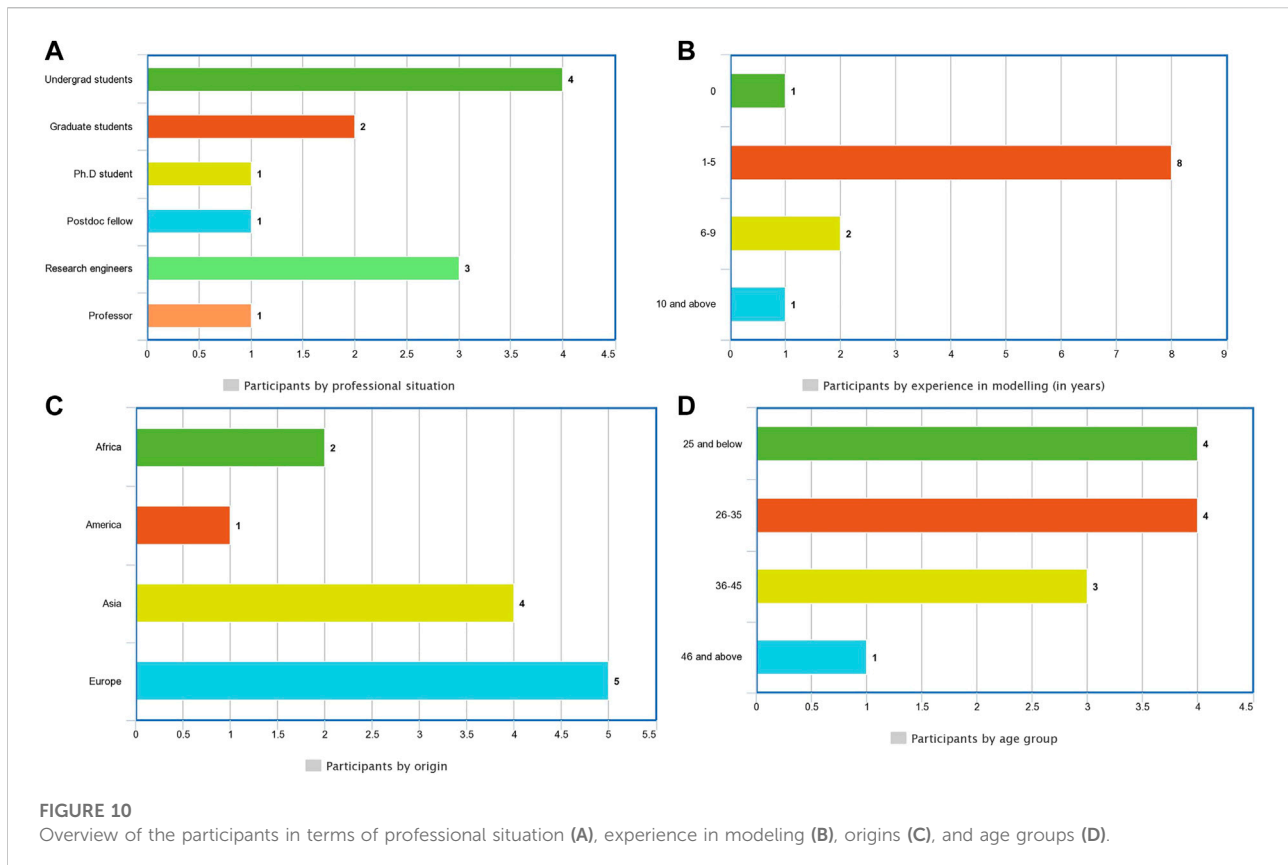 A
Undergrad students
4
Graduate students
2
Ph.D student
1
Postdoc fellow
1
Research engineers
3
Professor
1
0 0.5 1 1.5 2 2.5 3 3.5 4 4.5
Participants by professional situation
B
0
1
1-5
8
6-9
2
10 and above
1
0 1 2 3 4 5 6 7 8 9
Participants by experience in modelling (in years)
C
Africa
2
America
1
Asia
4
Europe
5
0 0.5 1 1.5 2 2.5 3 3.5 4 4.5 5 5.5
Participants by origin
D
25 and below
4
26-35
4
36-45
3
46 and above
1
0 0.5 1 1.5 2 2.5 3 3.5 4 4.5
Participants by age group
FIGURE 10
Overview of the participants in terms of professional situation (A), experience in modeling (B), origins (C), and age groups (D).